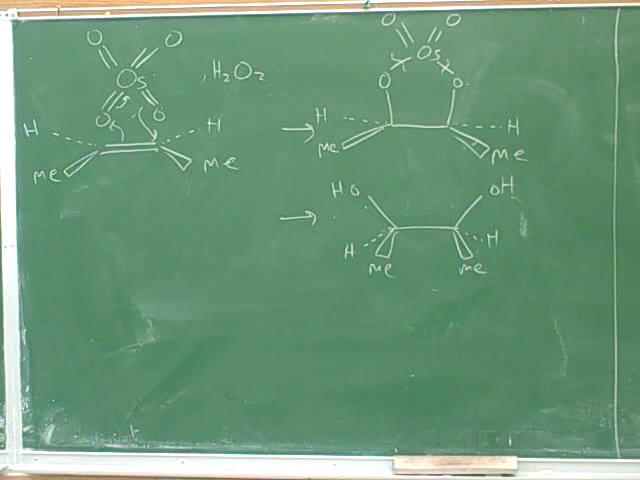 O O O O
Os , H₂O₂ Os
O O O O
H H → H H
Me Me Me Me
→ HO OH
H H
Me Me